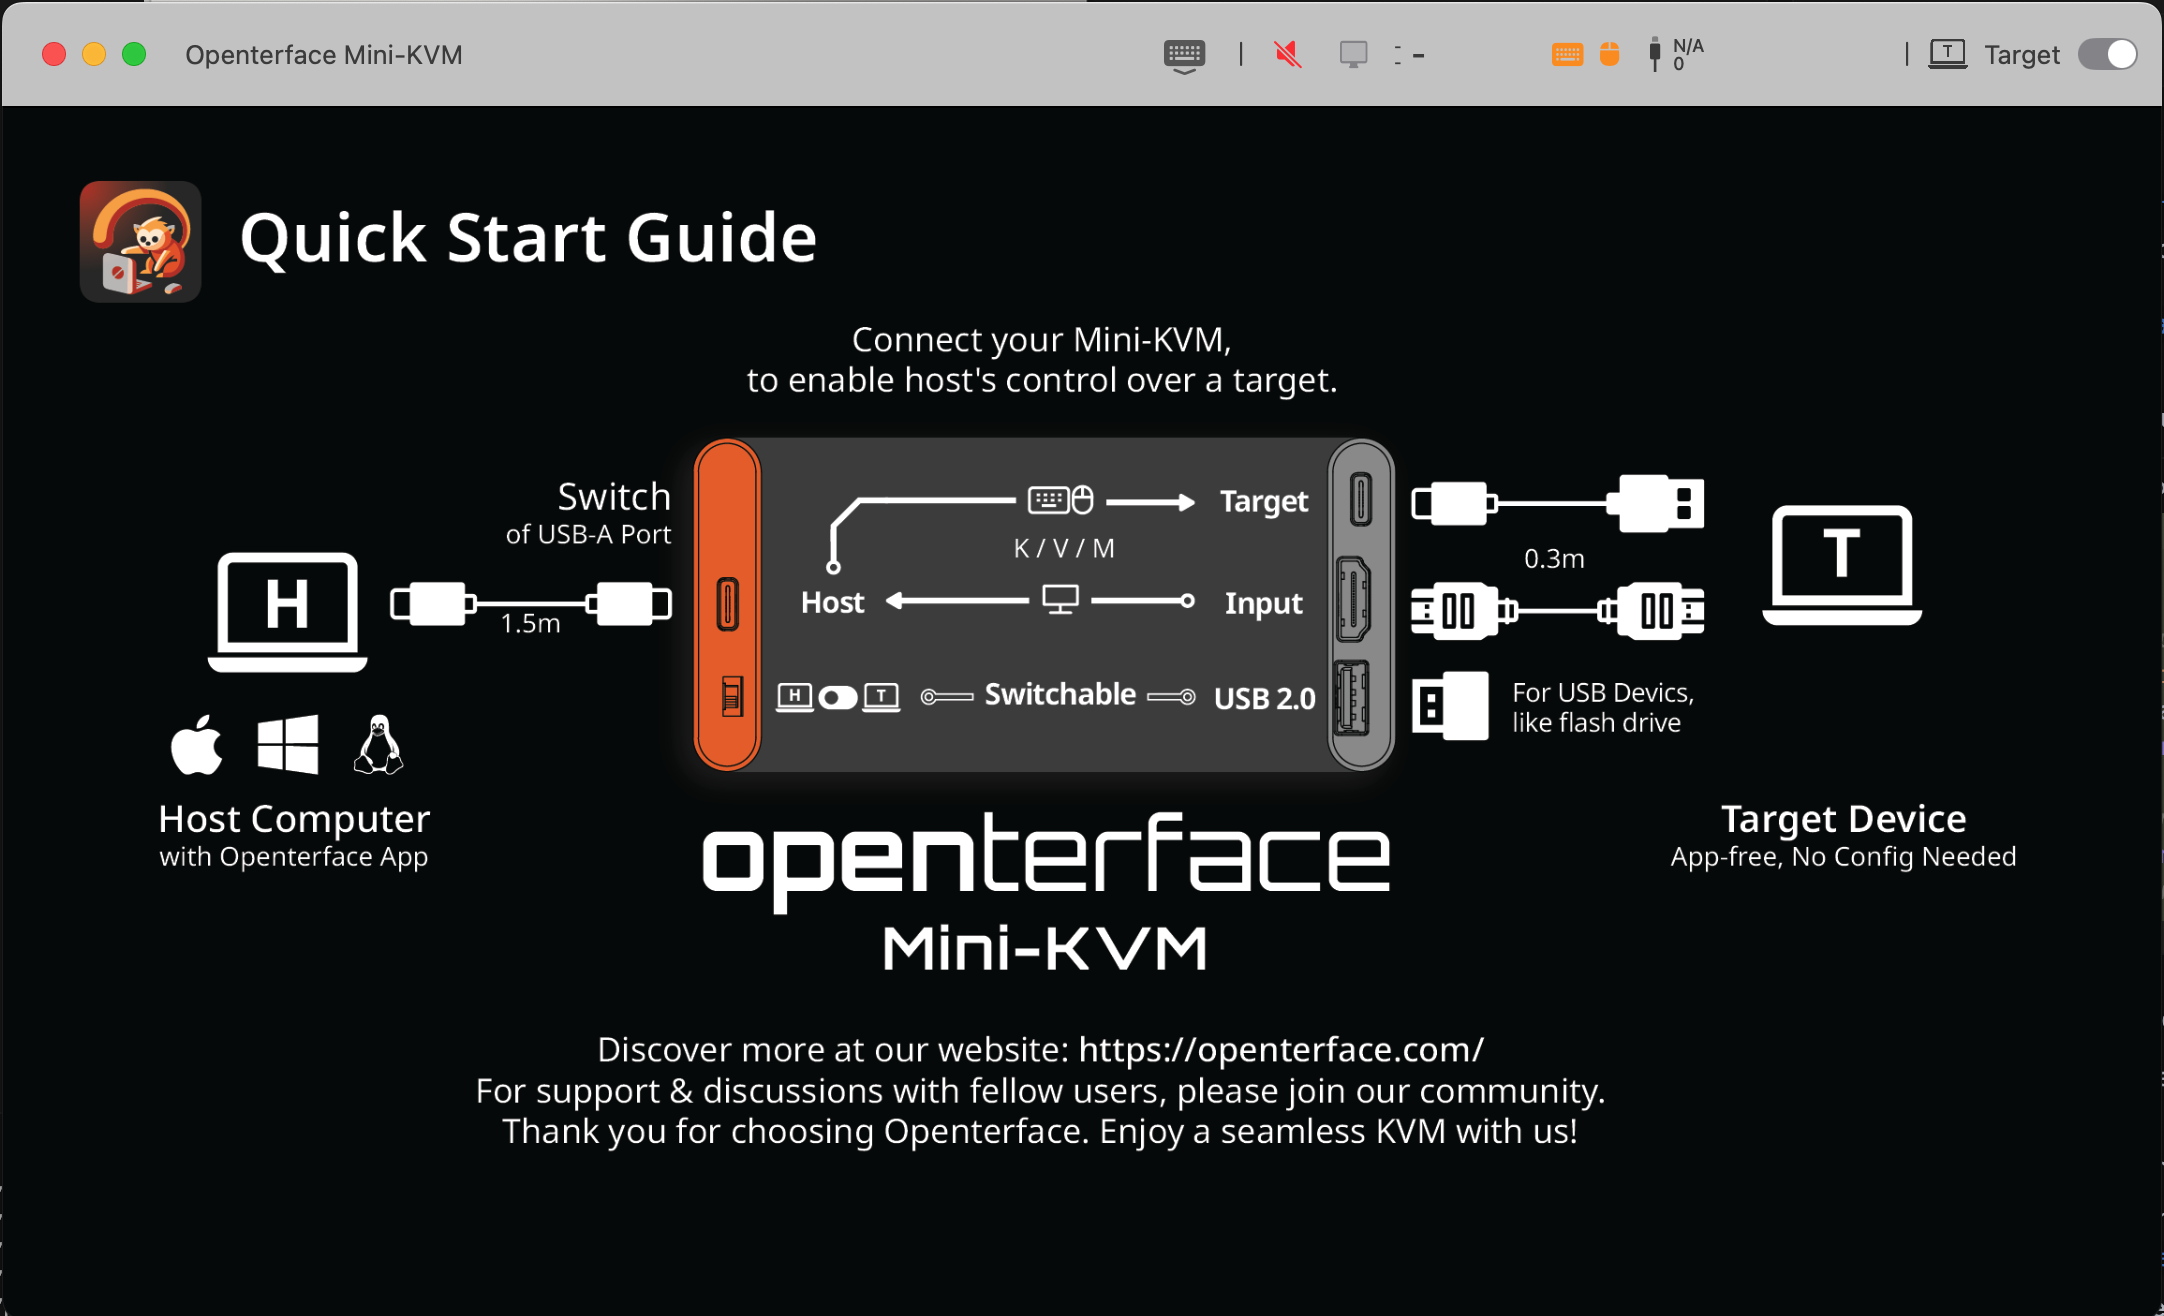 Openterface Mini-KVM
N/A
0
T
Target
Quick Start Guide
Connect your Mini-KVM,
to enable host's control over a target.
Switch
of USB-A Port
H
1.5m
Host Computer
with Openterface App
Target
K / V / M
Host
Input
H
T
Switchable
USB 2.0
0.3m
For USB Devics,
like flash drive
T
Target Device
App-free, No Config Needed
openterface
Mini-KVM
Discover more at our website: https://openterface.com/
For support & discussions with fellow users, please join our community.
Thank you for choosing Openterface. Enjoy a seamless KVM with us!